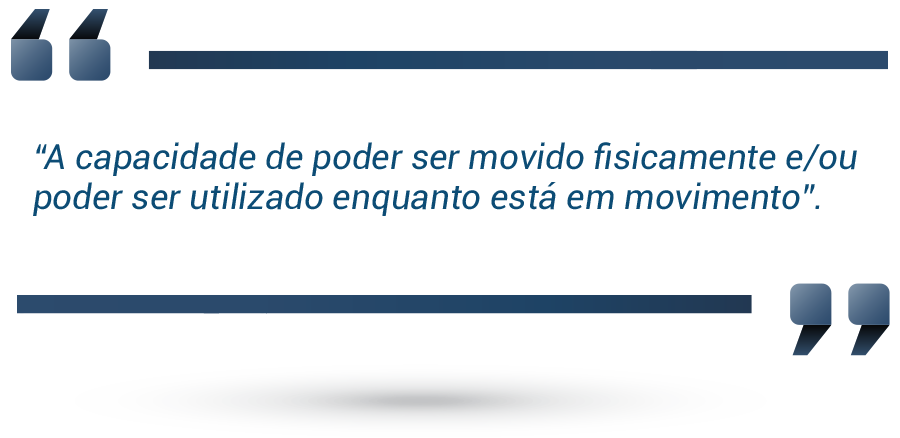 “A capacidade de poder ser movido fisicamente e/ou
poder ser utilizado enquanto está em movimento”.